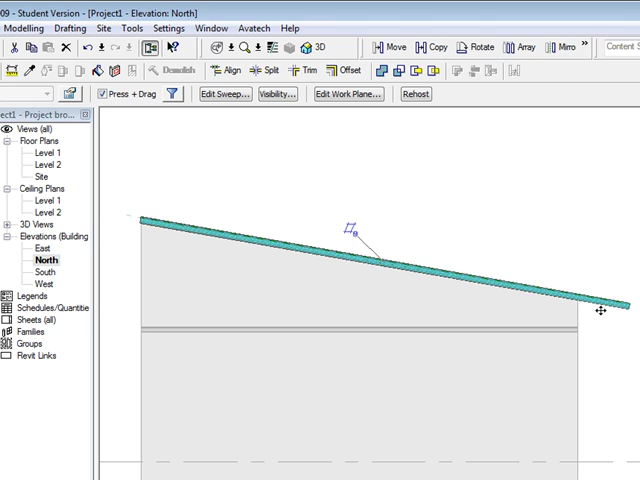 09 - Student Version - [Project1 - Elevation: North]
Modelling Drafting Site Tools Settings Window Avatech Help
3D Move Copy Rotate Array Mirro » Content S
Demolish Align Split Trim Offset
Press + Drag Edit Sweep... Visibility... Edit Work Plane... Rehost
ect1 - Project bro...
Views (all)
Floor Plans
Level 1
Level 2
Site
Ceiling Plans
Level 1
Level 2
3D Views
Elevations (Building
East
North
South
West
Legends
Schedules/Quantitie
Sheets (all)
Families
Groups
Revit Links